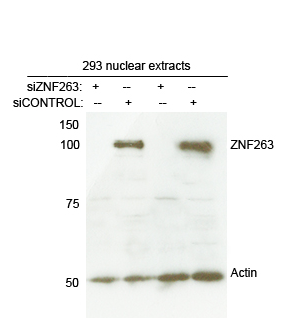 293 nuclear extracts
siZNF263: + -- + --
siCONTROL: -- + -- +
150
100 ZNF263
75
50 Actin